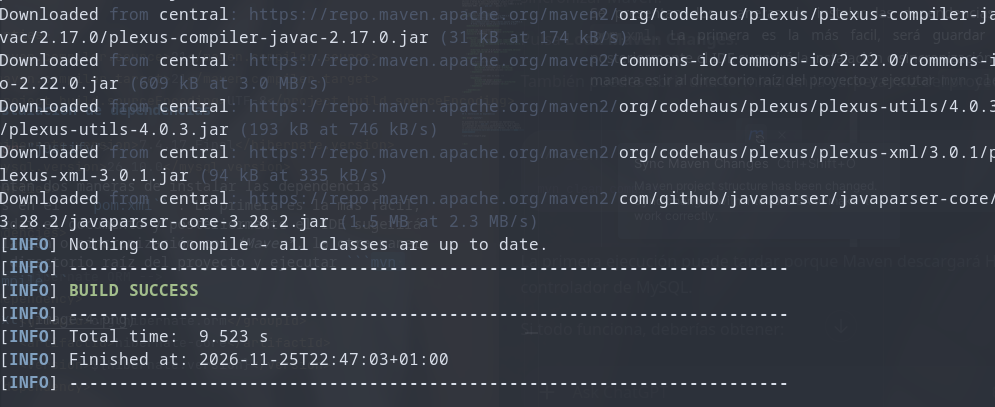 Downloaded from central: https://repo.maven.apache.org/maven2/org/codehaus/plexus/plexus-compiler-ja
vac/2.17.0/plexus-compiler-javac-2.17.0.jar (31 kB at 174 kB/s)
Downloaded from central: https://repo.maven.apache.org/maven2/commons-io/commons-io/2.22.0/commons-i
o-2.22.0.jar (609 kB at 3.0 MB/s)
Downloaded from central: https://repo.maven.apache.org/maven2/org/codehaus/plexus/plexus-utils/4.0.3
/plexus-utils-4.0.3.jar (193 kB at 746 kB/s)
Downloaded from central: https://repo.maven.apache.org/maven2/org/codehaus/plexus/plexus-xml/3.0.1/p
lexus-xml-3.0.1.jar (94 kB at 335 kB/s)
Downloaded from central: https://repo.maven.apache.org/maven2/com/github/javaparser/javaparser-core/
3.28.2/javaparser-core-3.28.2.jar (1.5 MB at 2.3 MB/s)
[INFO] Nothing to compile - all classes are up to date.
[INFO] ------------------------------------------------------------------------
[INFO] BUILD SUCCESS
[INFO] ------------------------------------------------------------------------
[INFO] Total time:  9.523 s
[INFO] Finished at: 2026-11-25T22:47:03+01:00
[INFO] ------------------------------------------------------------------------